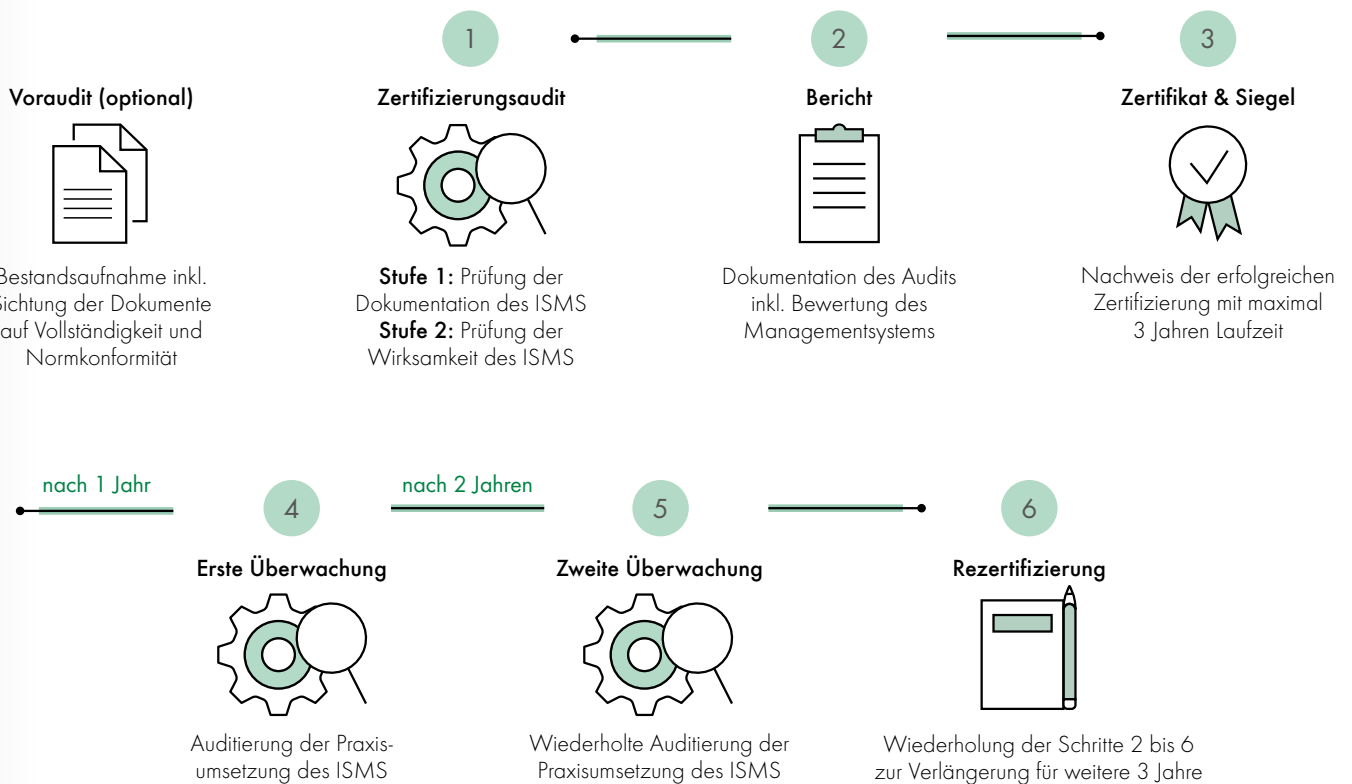 1
2
3
Voraudit (optional)
Zertifizierungsaudit
Bericht
Zertifikat & Siegel
Bestandsaufnahme inkl.
Sichtung der Dokumente
auf Vollständigkeit und
Normkonformität
Stufe 1: Prüfung der
Dokumentation des ISMS
Stufe 2: Prüfung der
Wirksamkeit des ISMS
Dokumentation des Audits
inkl. Bewertung des
Managementsystems
Nachweis der erfolgreichen
Zertifizierung mit maximal
3 Jahren Laufzeit
nach 1 Jahr
4
nach 2 Jahren
5
6
Erste Überwachung
Zweite Überwachung
Rezertifizierung
Auditierung der Praxis-
umsetzung des ISMS
Wiederholte Auditierung der
Praxisumsetzung des ISMS
Wiederholung der Schritte 2 bis 6
zur Verlängerung für weitere 3 Jahre